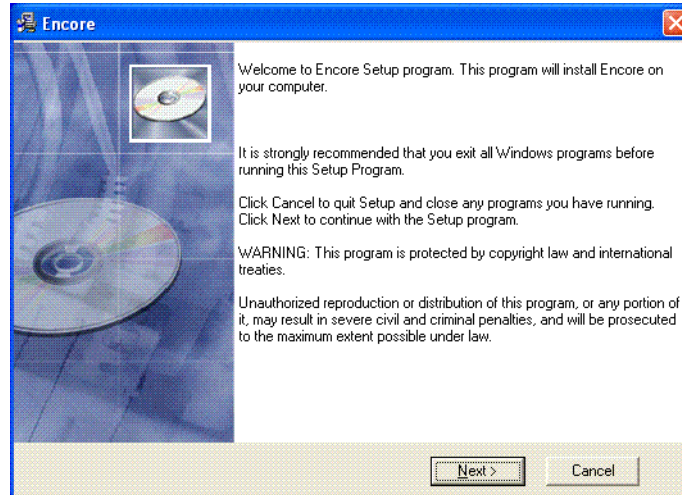 Encore
Welcome to Encore Setup program. This program will install Encore on
your computer.
It is strongly recommended that you exit all Windows programs before
running this Setup Program.
Click Cancel to quit Setup and close any programs you have running.
Click Next to continue with the Setup program.
WARNING: This program is protected by copyright law and international
treaties.
Unauthorized reproduction or distribution of this program, or any portion of
it, may result in severe civil and criminal penalties, and will be prosecuted
to the maximum extent possible under law.
Next >
Cancel